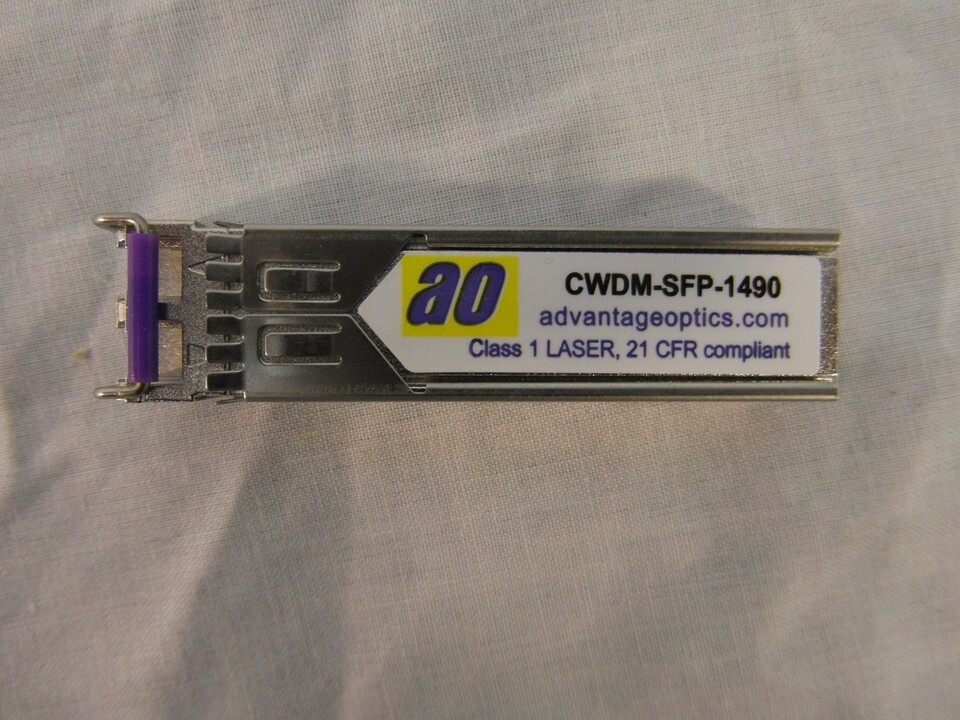 ao
CWDM-SFP-1490
advantageoptics.com
Class 1 LASER, 21 CFR compliant